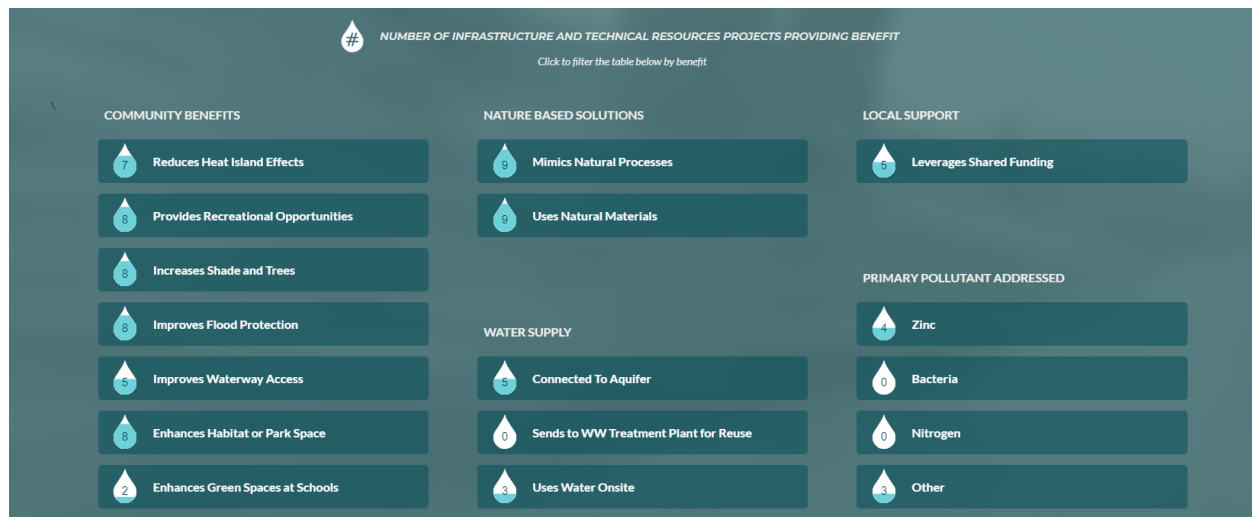 # NUMBER OF INFRASTRUCTURE AND TECHNICAL RESOURCES PROJECTS PROVIDING BENEFIT
Click to filter the table below by benefit
\
COMMUNITY BENEFITS
7 Reduces Heat Island Effects
8 Provides Recreational Opportunities
8 Increases Shade and Trees
8 Improves Flood Protection
5 Improves Waterway Access
8 Enhances Habitat or Park Space
2 Enhances Green Spaces at Schools
NATURE BASED SOLUTIONS
9 Mimics Natural Processes
9 Uses Natural Materials
WATER SUPPLY
5 Connected To Aquifer
0 Sends to WW Treatment Plant for Reuse
3 Uses Water Onsite
LOCAL SUPPORT
5 Leverages Shared Funding
PRIMARY POLLUTANT ADDRESSED
4 Zinc
0 Bacteria
0 Nitrogen
3 Other